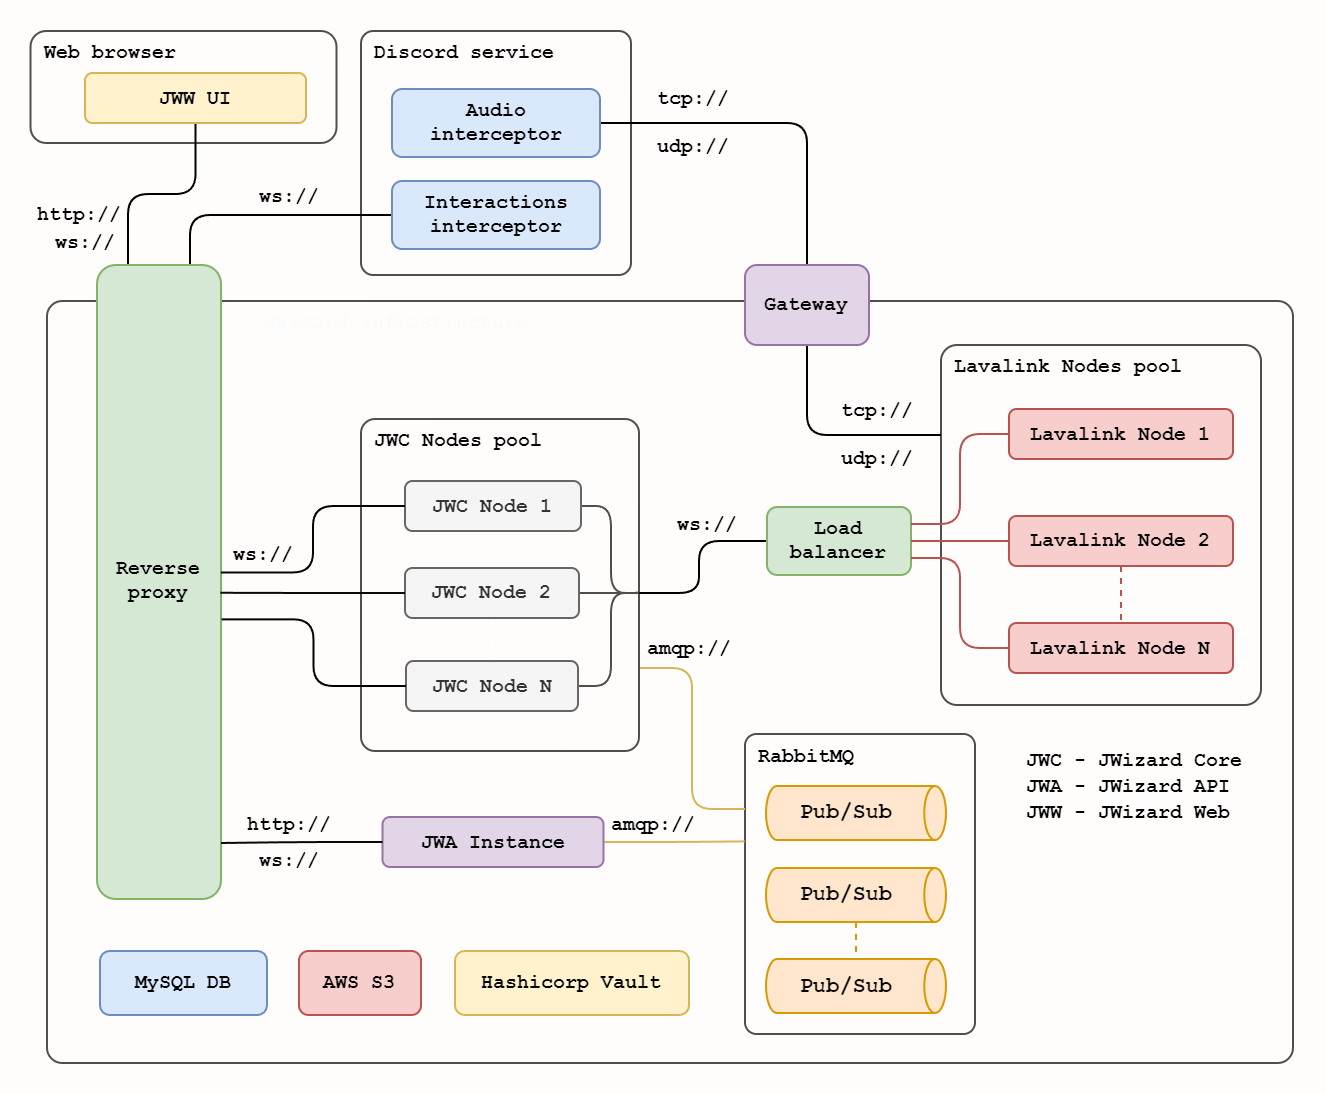 Web browser
JWW UI
Discord service
Audio
interceptor
Interactions
interceptor
tcp://
udp://
http://
ws://
ws://
Gateway
JWizard infrastructure
Lavalink Nodes pool
Lavalink Node 1
Lavalink Node 2
Lavalink Node N
tcp://
udp://
JWC Nodes pool
JWC Node 1
JWC Node 2
JWC Node N
Reverse
proxy
ws://
ws://
Load
balancer
amqp://
RabbitMQ
Pub/Sub
Pub/Sub
Pub/Sub
JWC - JWizard Core
JWA - JWizard API
JWW - JWizard Web
http://
ws://
JWA Instance
amqp://
MySQL DB
AWS S3
Hashicorp Vault